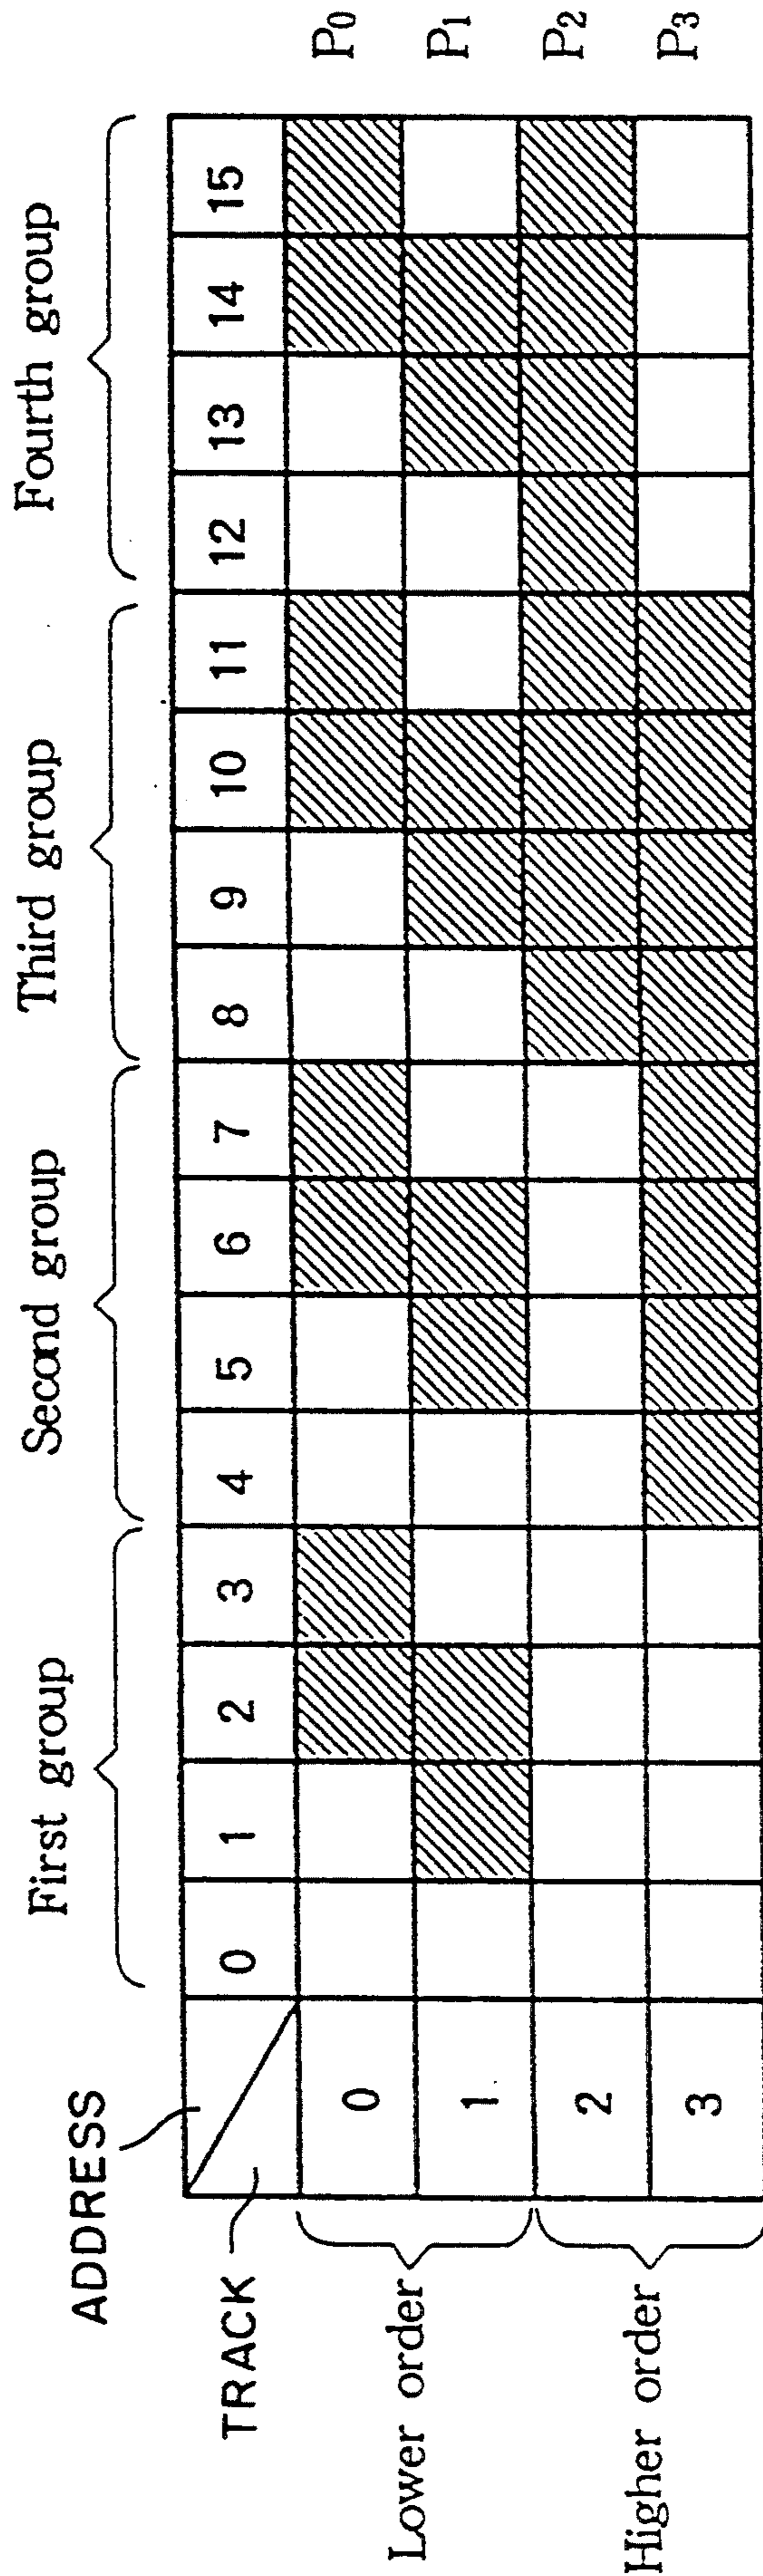 First group Second group Third group Fourth group
ADDRESS
TRACK
0 1 2 3 4 5 6 7 8 9 10 11 12 13 14 15
Lower order
0 P₀
1 P₁
Higher order
2 P₂
3 P₃